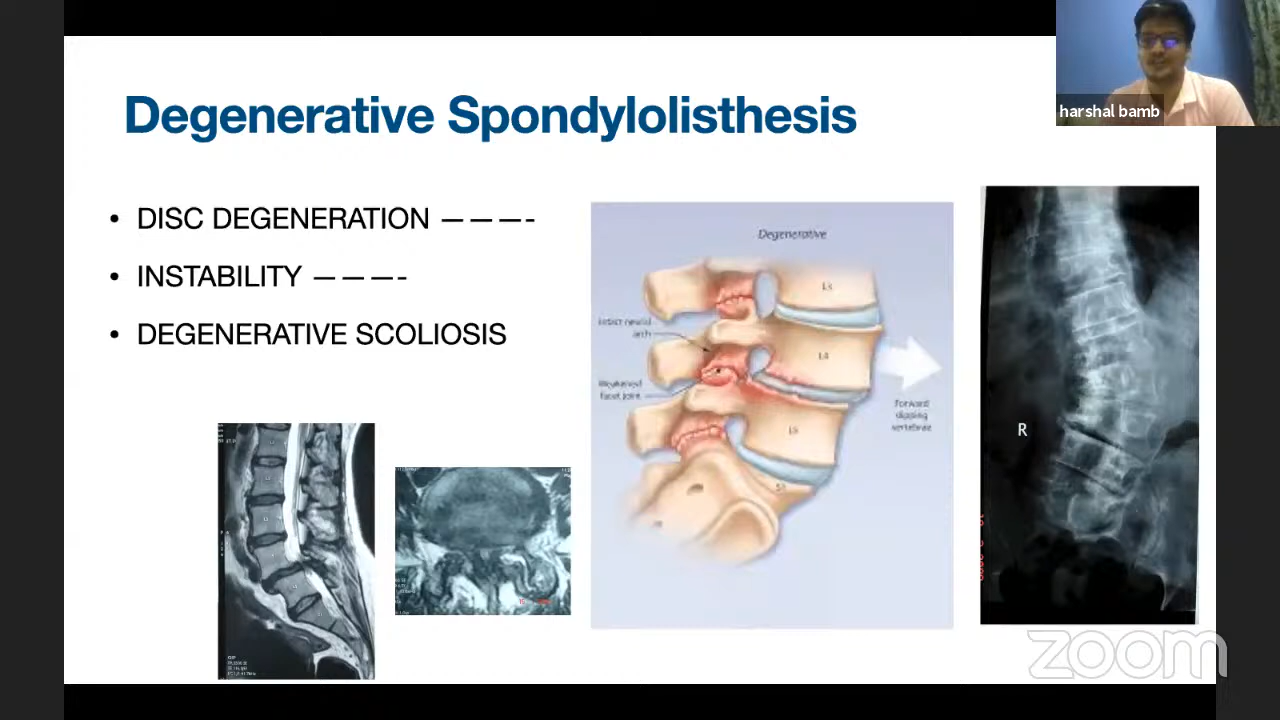 harshal bamb
Degenerative Spondylolisthesis
• DISC DEGENERATION — — — -
• INSTABILITY — — — -
• DEGENERATIVE SCOLIOSIS
Degenerative
L3
Intact neural
arch
L4
Weakened
facet joint
Forward
slipping
vertebrae
L5
S1
R
zoom